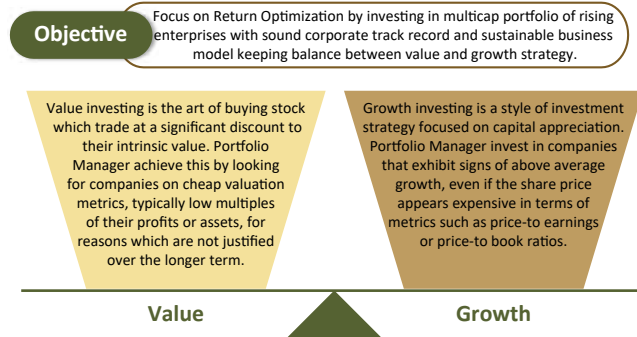 Objective
Focus on Return Optimization by investing in multicap portfolio of rising
enterprises with sound corporate track record and sustainable business
model keeping balance between value and growth strategy.
Value investing is the art of buying stock
which trade at a significant discount to
their intrinsic value. Portfolio
Manager achieve this by looking
for companies on cheap valuation
metrics, typically low multiples
of their profits or assets, for
reasons which are not justified
over the longer term.
Growth investing is a style of investment
strategy focused on capital appreciation.
Portfolio Manager invest in companies
that exhibit signs of above average
growth, even if the share price
appears expensive in terms of
metrics such as price-to earnings
or price-to book ratios.
Value
Growth